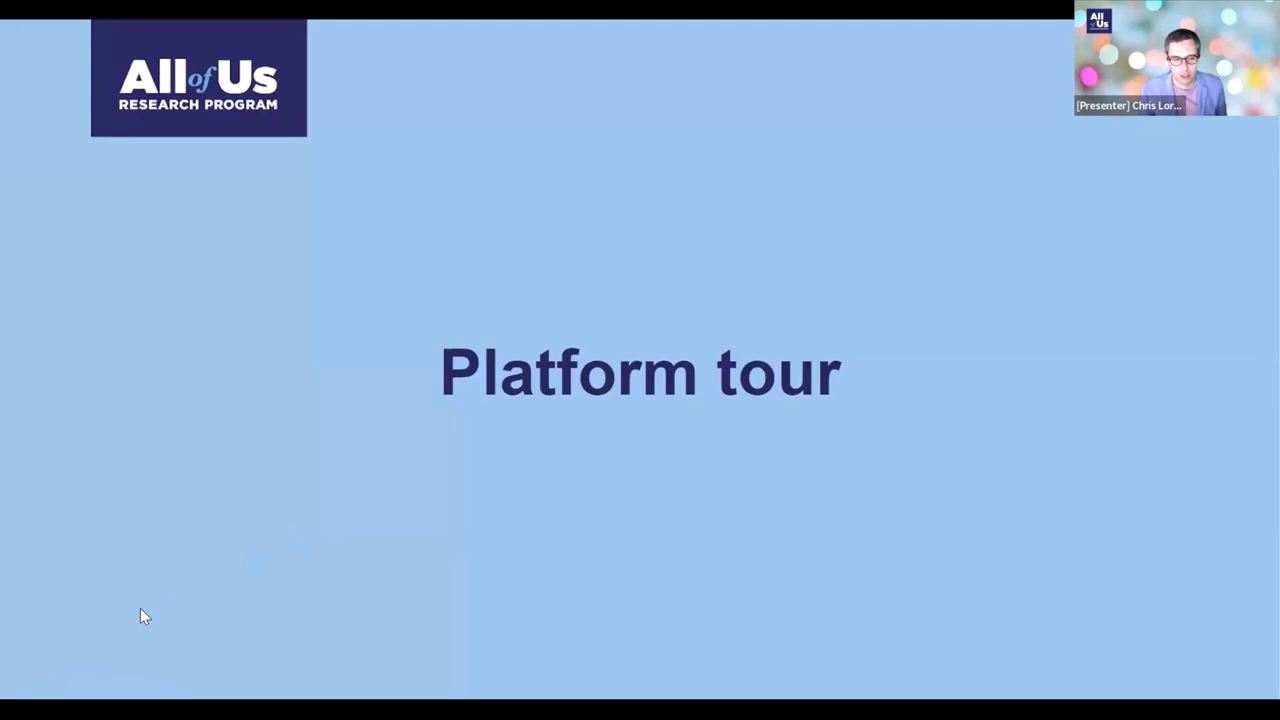 All of Us
RESEARCH PROGRAM
All
of Us
[Presenter] Chris Lor...
Platform tour